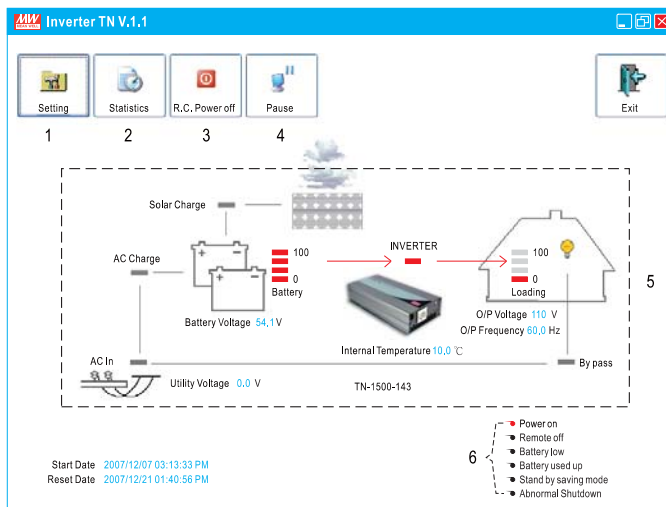 MW
MEAN WELL
Inverter TN V.1.1
Setting
Statistics
R.C. Power off
Pause
Exit
1
2
3
4
Solar Charge
AC Charge
100
0
Battery
INVERTER
100
0
Loading
5
Battery Voltage 54.1 V
O/P Voltage 110 V
O/P Frequency 60.0 Hz
Internal Temperature 10.0 ℃
AC In
By pass
Utility Voltage 0.0 V
TN-1500-143
6
Power on
Remote off
Battery low
Battery used up
Stand by saving mode
Abnormal Shutdown
Start Date 2007/12/07 03:13:33 PM
Reset Date 2007/12/21 01:40:56 PM